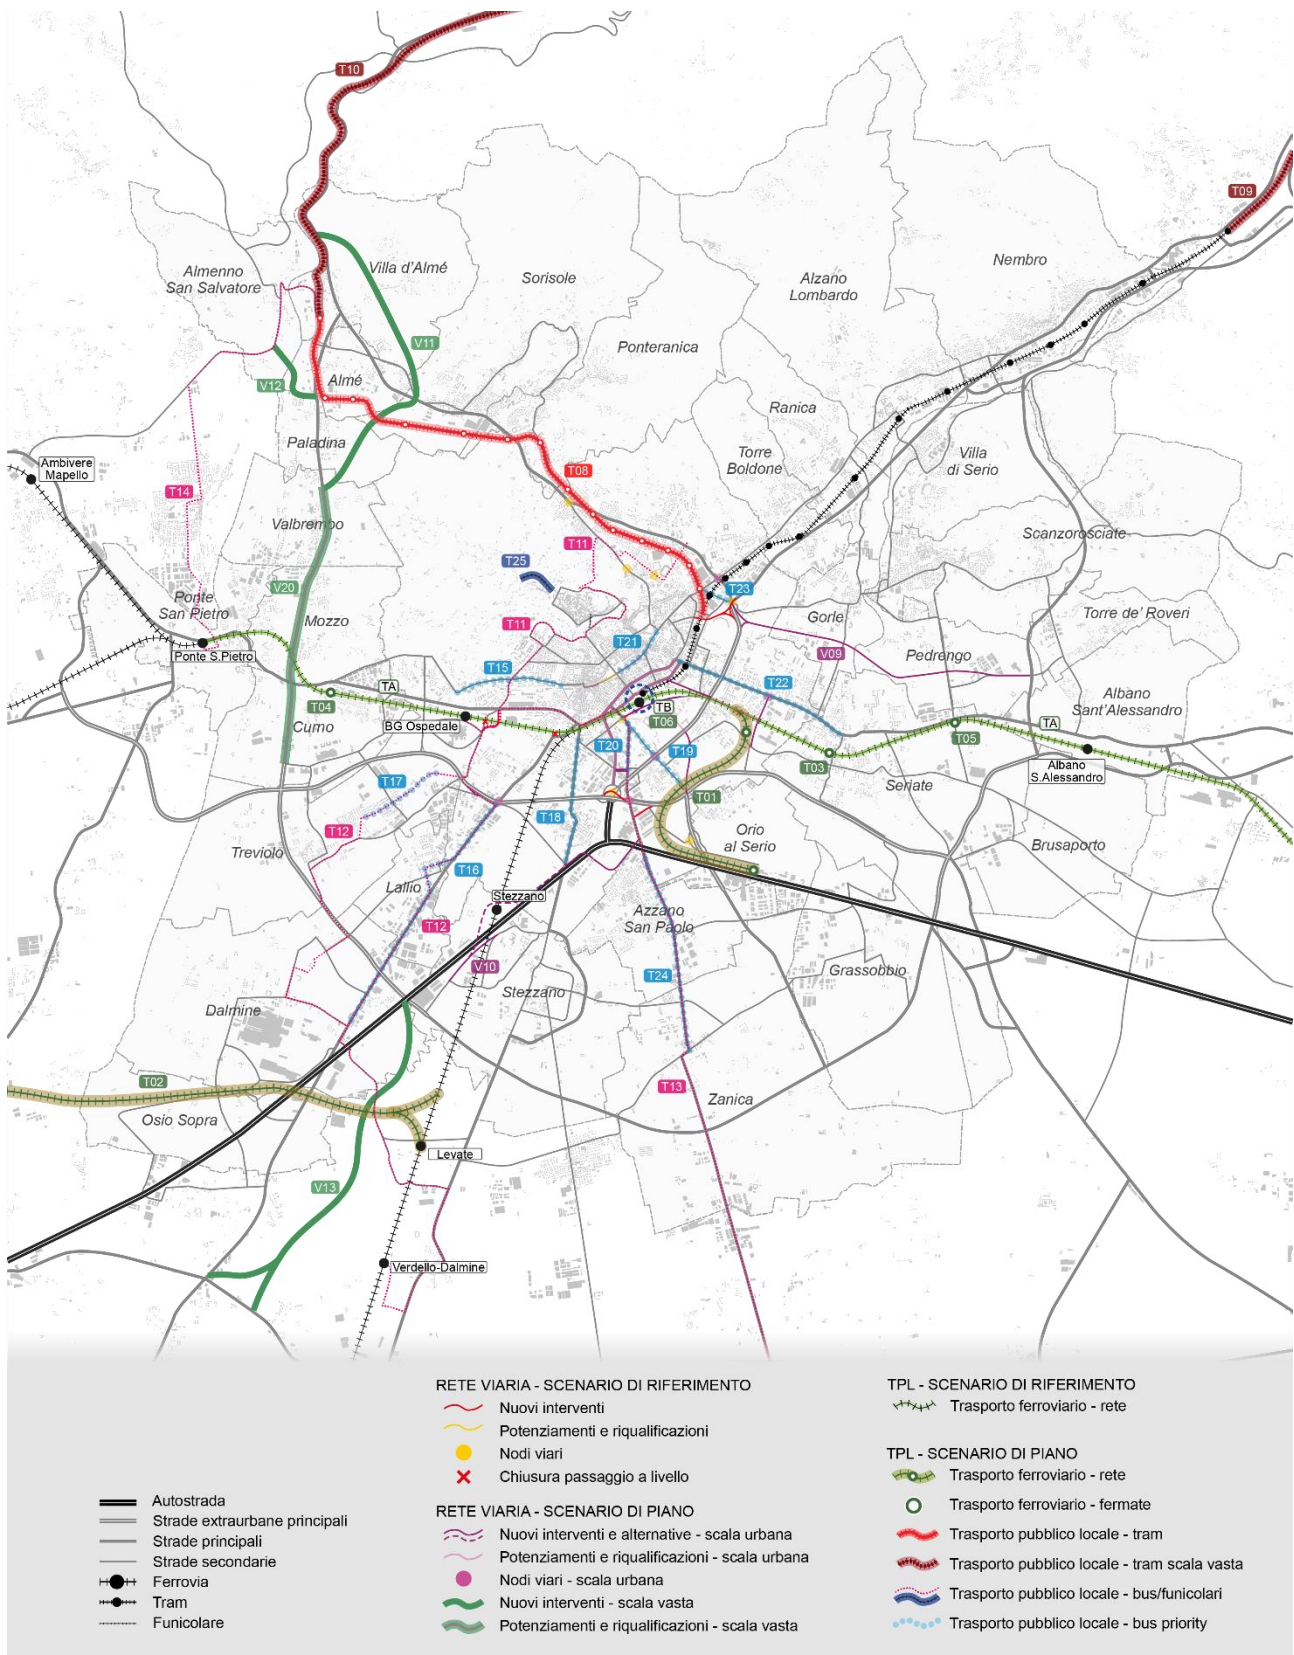 T10
T09
Villa d'Almé
Nembro
Almenno
San Salvatore
Sorisole
Alzano
Lombardo
V11
Ponteranica
V12
Almé
Ranica
Paladina
Torre
Boldone
Villa
di Serio
Ambivere
Mapello
T08
T14
Valbrembo
Scanzorosciate
T11
T25
V20
T23
Ponte
San Pietro
Mozzo
T11
Gorle
Torre de' Roveri
T21
Ponte S.Pietro
V09
Pedrengo
T15
T22
TA
T04
Albano
Sant'Alessandro
TB
BG Ospedale
T06
TA
Cumo
T05
T20
T19
T03
Albano
S.Alessandro
T17
Seriate
T01
T12
T18
Orio
al Serio
Brusaporto
Treviolo
T16
Lallio
Stezzano
Azzano
San Paolo
T12
V10
Grassobbio
T24
Stezzano
Dalmine
T02
T13
Zanica
Osio Sopra
Levate
V13
Verdello-Dalmine
Autostrada
Strade extraurbane principali
Strade principali
Strade secondarie
Ferrovia
Tram
Funicolare
RETE VIARIA - SCENARIO DI RIFERIMENTO
Nuovi interventi
Potenziamenti e riqualificazioni
Nodi viari
Chiusura passaggio a livello
RETE VIARIA - SCENARIO DI PIANO
Nuovi interventi e alternative - scala urbana
Potenziamenti e riqualificazioni - scala urbana
Nodi viari - scala urbana
Nuovi interventi - scala vasta
Potenziamenti e riqualificazioni - scala vasta
TPL - SCENARIO DI RIFERIMENTO
Trasporto ferroviario - rete
TPL - SCENARIO DI PIANO
Trasporto ferroviario - rete
Trasporto ferroviario - fermate
Trasporto pubblico locale - tram
Trasporto pubblico locale - tram scala vasta
Trasporto pubblico locale - bus/funicolari
Trasporto pubblico locale - bus priority